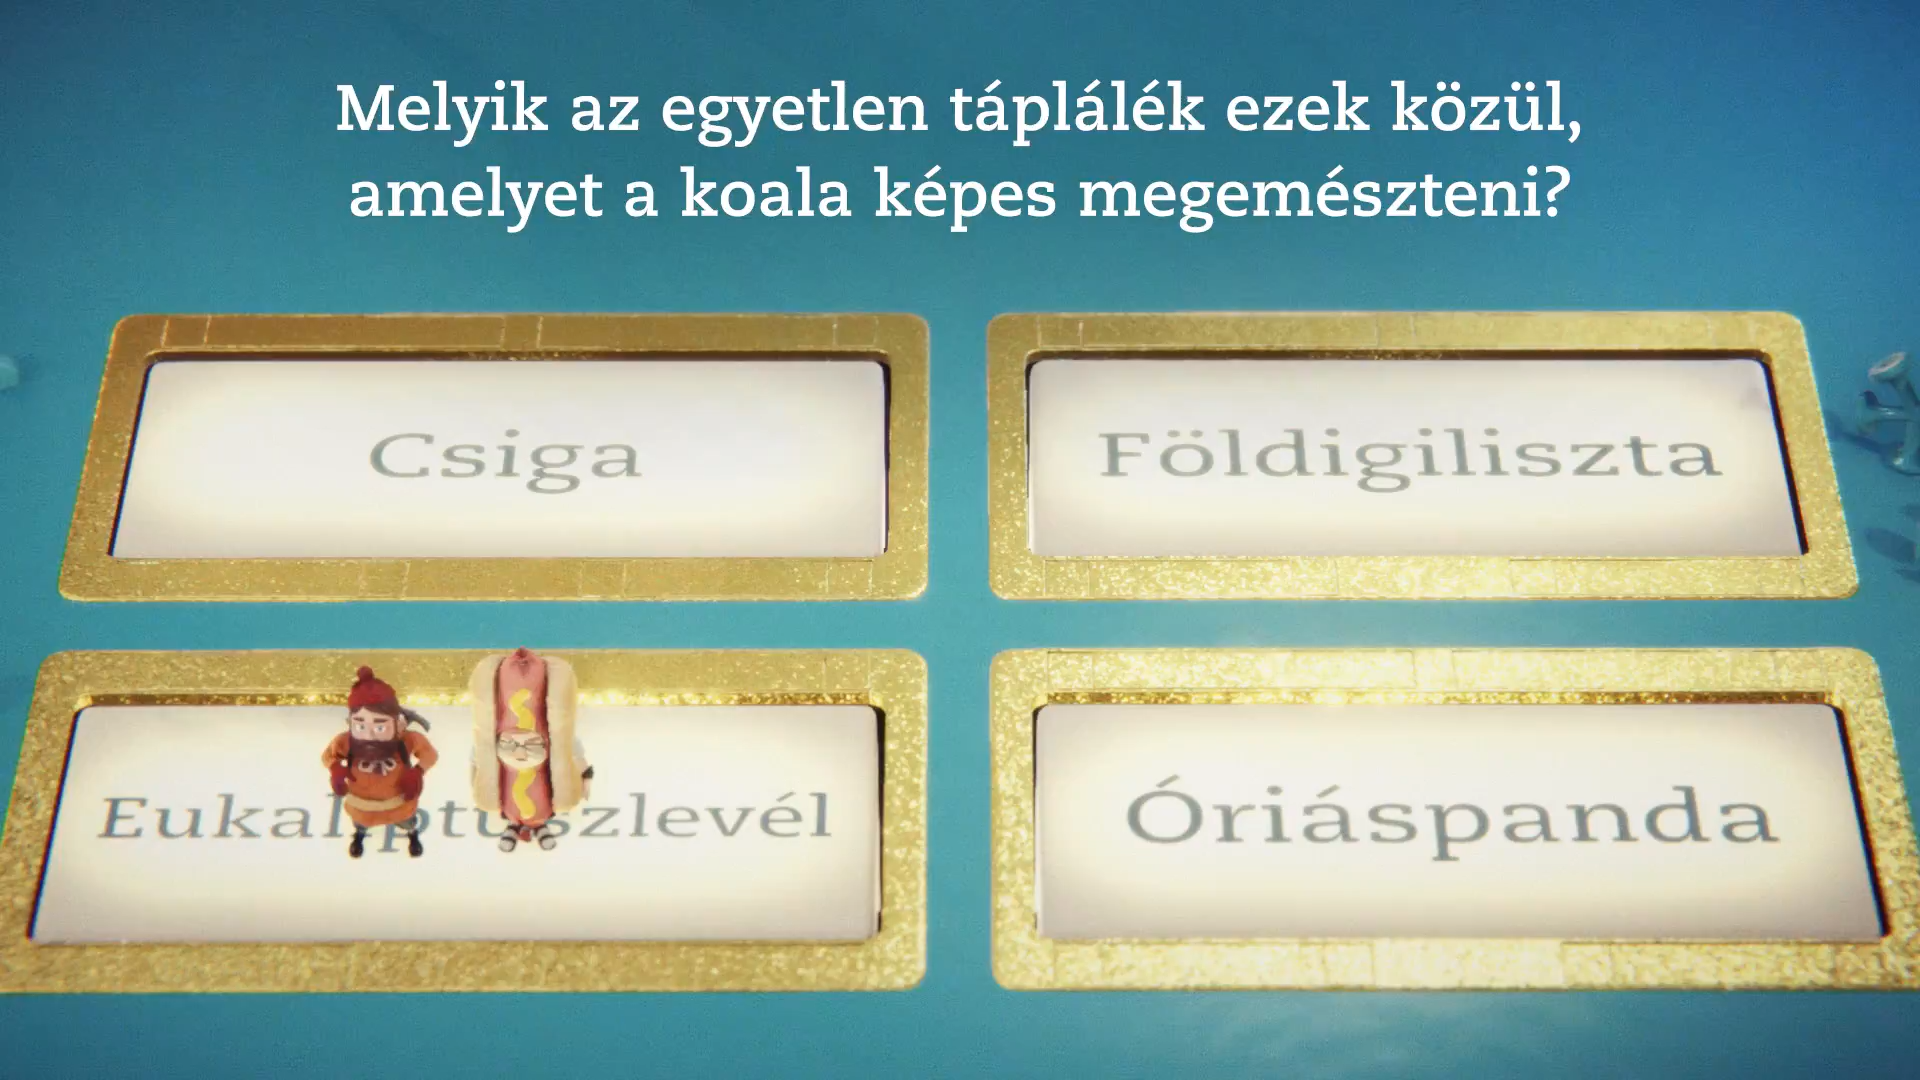 Melyik az egyetlen táplálék ezek közül,
amelyet a koala képes megemészteni?
Csiga
Földigiliszta
Eukaliptuszlevél
Óriáspanda